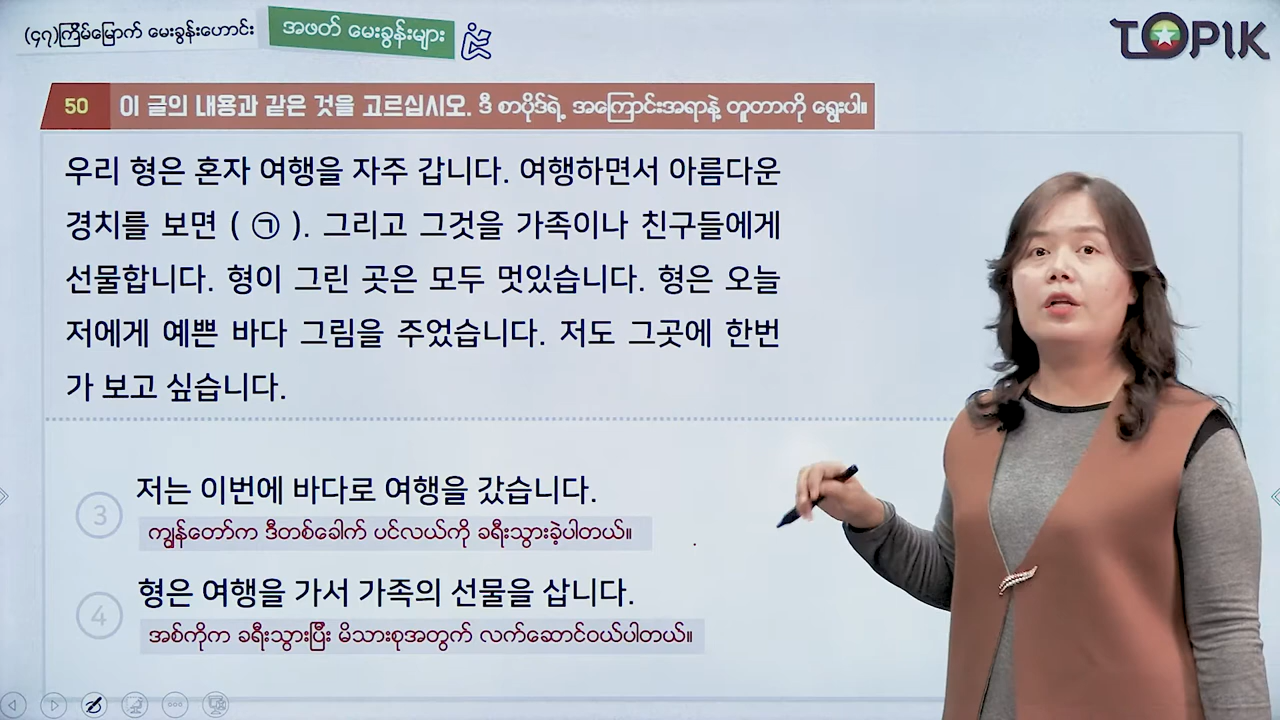 (၄၇)ကြိမ်မြောက် မေးခွန်းဟောင်း
အဖတ် မေးခွန်းများ
TOPIK
50 이 글의 내용과 같은 것을 고르십시오. ဒီ စာပိုဒ်ရဲ့ အကြောင်းအရာနဲ့ တူတာကို ရွေးပါ။
우리 형은 혼자 여행을 자주 갑니다. 여행하면서 아름다운
경치를 보면 ( ㉠ ). 그리고 그것을 가족이나 친구들에게
선물합니다. 형이 그린 곳은 모두 멋있습니다. 형은 오늘
저에게 예쁜 바다 그림을 주었습니다. 저도 그곳에 한번
가 보고 싶습니다.
3 저는 이번에 바다로 여행을 갔습니다.
ကျွန်တော်က ဒီတစ်ခေါက် ပင်လယ်ကို ခရီးသွားခဲ့ပါတယ်။
4 형은 여행을 가서 가족의 선물을 삽니다.
အစ်ကိုက ခရီးသွားပြီး မိသားစုအတွက် လက်ဆောင်ဝယ်ပါတယ်။